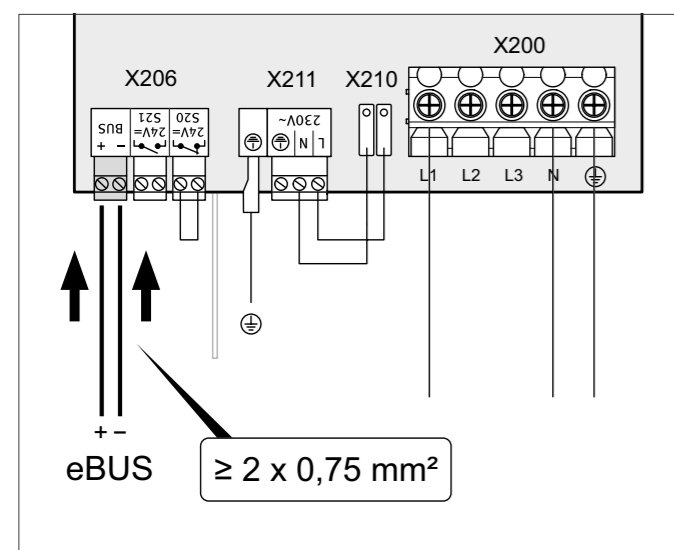 X200
X206 X211 X210
BUS
+ −
S21
24V=
S20
24V=
230V~
L N
L1 L2 L3 N
+ −
eBUS
≥ 2 x 0,75 mm²